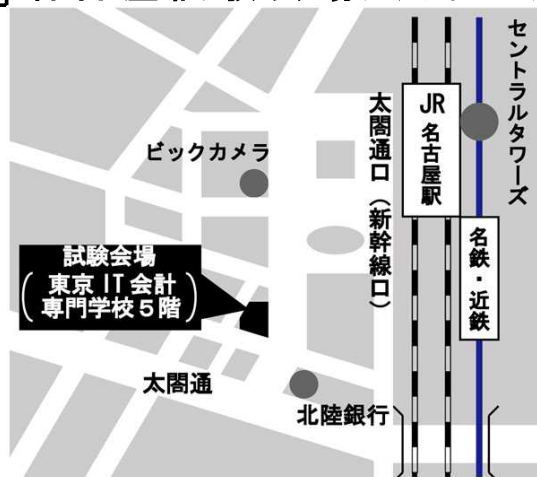 セントラルタワーズ
JR
名古屋駅
太閤通口（新幹線口）
ビックカメラ
名鉄・近鉄
試験会場
（東京IT会計
専門学校５階）
太閤通
北陸銀行